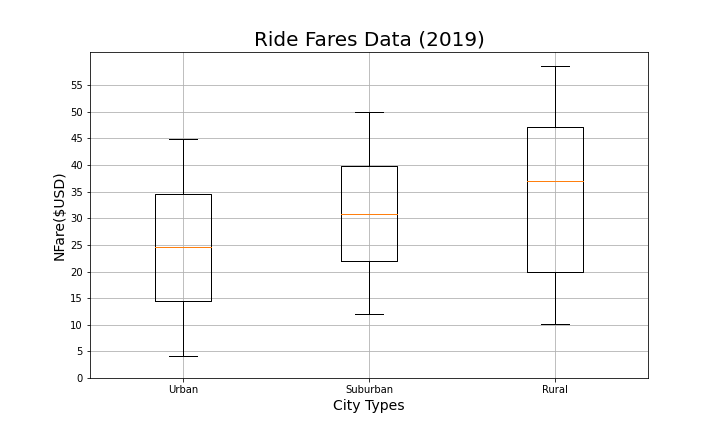 Ride Fares Data (2019)
NFare($USD)
55
50
45
40
35
30
25
20
15
10
5
0
Urban
Suburban
Rural
City Types